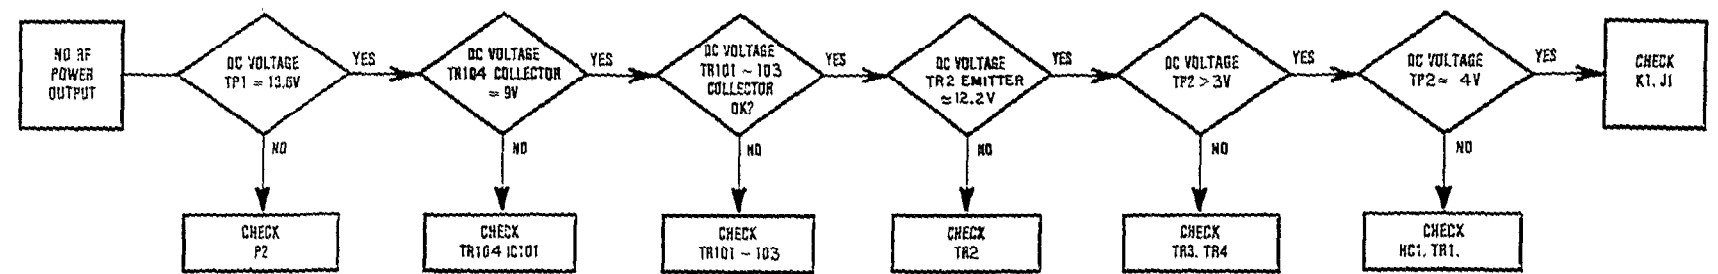 NO RF
POWER
OUTPUT
DC VOLTAGE
TP1 = 13.6V
YES
NO
CHECK
P2
DC VOLTAGE
TR104 COLLECTOR
≈ 9V
YES
NO
CHECK
TR104 IC101
DC VOLTAGE
TR101 ~ 103
COLLECTOR
OK?
YES
NO
CHECK
TR101 ~ 103
DC VOLTAGE
TR2 EMITTER
≈12.2V
YES
NO
CHECK
TR2
DC VOLTAGE
TP2 > 3V
YES
NO
CHECK
TR3, TR4
DC VOLTAGE
TP2 ≈ 4V
YES
NO
CHECK
HC1, TR1,
CHECK
K1, J1